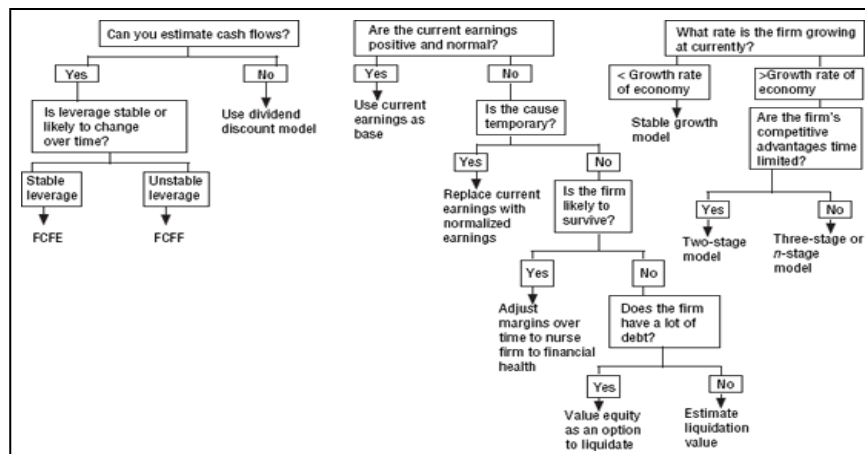 Can you estimate cash flows?
Yes
No
Is leverage stable or
likely to change
over time?
Use dividend
discount model
Stable
leverage
Unstable
leverage
FCFE
FCFF
Are the current earnings
positive and normal?
Yes
No
Use current
earnings as
base
Is the cause
temporary?
Yes
No
Replace current
earnings with
normalized
earnings
Is the firm
likely to
survive?
Yes
No
Adjust
margins over
time to nurse
firm to financial
health
Does the firm
have a lot of
debt?
Yes
No
Value equity
as an option
to liquidate
Estimate
liquidation
value
What rate is the firm growing
at currently?
< Growth rate
of economy
>Growth rate of
economy
Stable growth
model
Are the firm's
competitive
advantages time
limited?
Yes
No
Two-stage
model
Three-stage or
n-stage
model